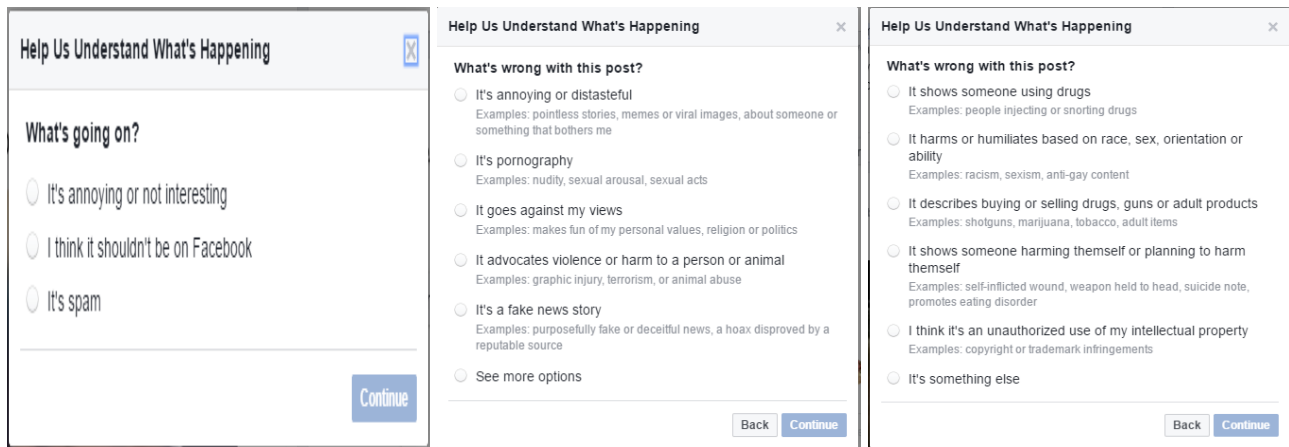 Help Us Understand What's Happening
What's going on?
It's annoying or not interesting
I think it shouldn't be on Facebook
It's spam
Continue
Help Us Understand What's Happening
What's wrong with this post?
It's annoying or distasteful
Examples: pointless stories, memes or viral images, about someone or
something that bothers me
It's pornography
Examples: nudity, sexual arousal, sexual acts
It goes against my views
Examples: makes fun of my personal values, religion or politics
It advocates violence or harm to a person or animal
Examples: graphic injury, terrorism, or animal abuse
It's a fake news story
Examples: purposefully fake or deceitful news, a hoax disproved by a
reputable source
See more options
Back Continue
Help Us Understand What's Happening
What's wrong with this post?
It shows someone using drugs
Examples: people injecting or snorting drugs
It harms or humiliates based on race, sex, orientation or
ability
Examples: racism, sexism, anti-gay content
It describes buying or selling drugs, guns or adult products
Examples: shotguns, marijuana, tobacco, adult items
It shows someone harming themself or planning to harm
themself
Examples: self-inflicted wound, weapon held to head, suicide note,
promotes eating disorder
I think it's an unauthorized use of my intellectual property
Examples: copyright or trademark infringements
It's something else
Back Continue